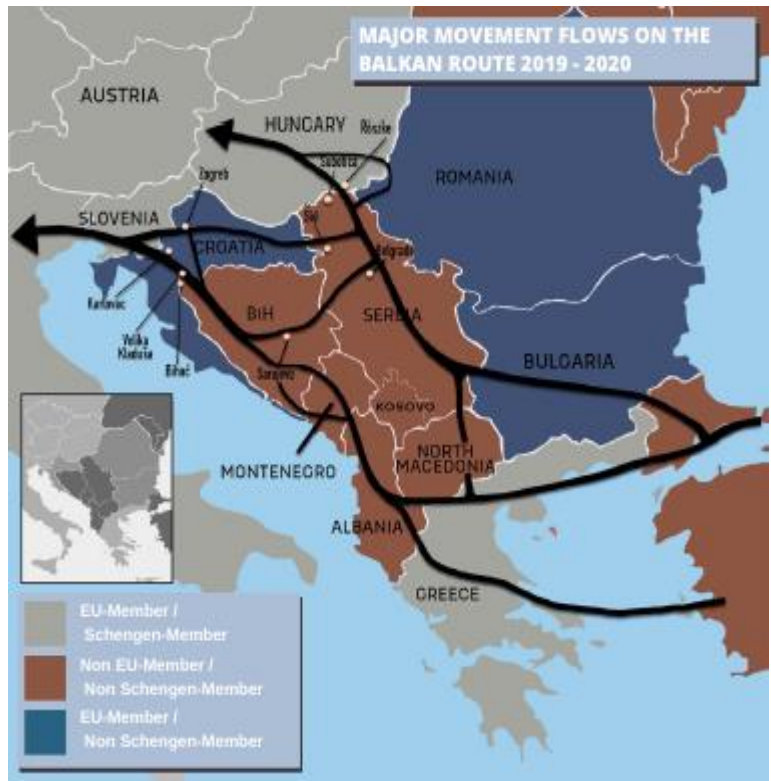 MAJOR MOVEMENT FLOWS ON THE
BALKAN ROUTE 2019 - 2020
AUSTRIA
HUNGARY
Röszke
Subotica
Zagreb
ROMANIA
SLOVENIA
Šid
CROATIA
Belgrade
Karlovac
BIH
SERBIA
Velika
Kladuša
Bihać
Sarajevo
BULGARIA
KOSOVO
MONTENEGRO
NORTH
MACEDONIA
ALBANIA
GREECE
EU-Member /
Schengen-Member
Non EU-Member /
Non Schengen-Member
EU-Member /
Non Schengen-Member